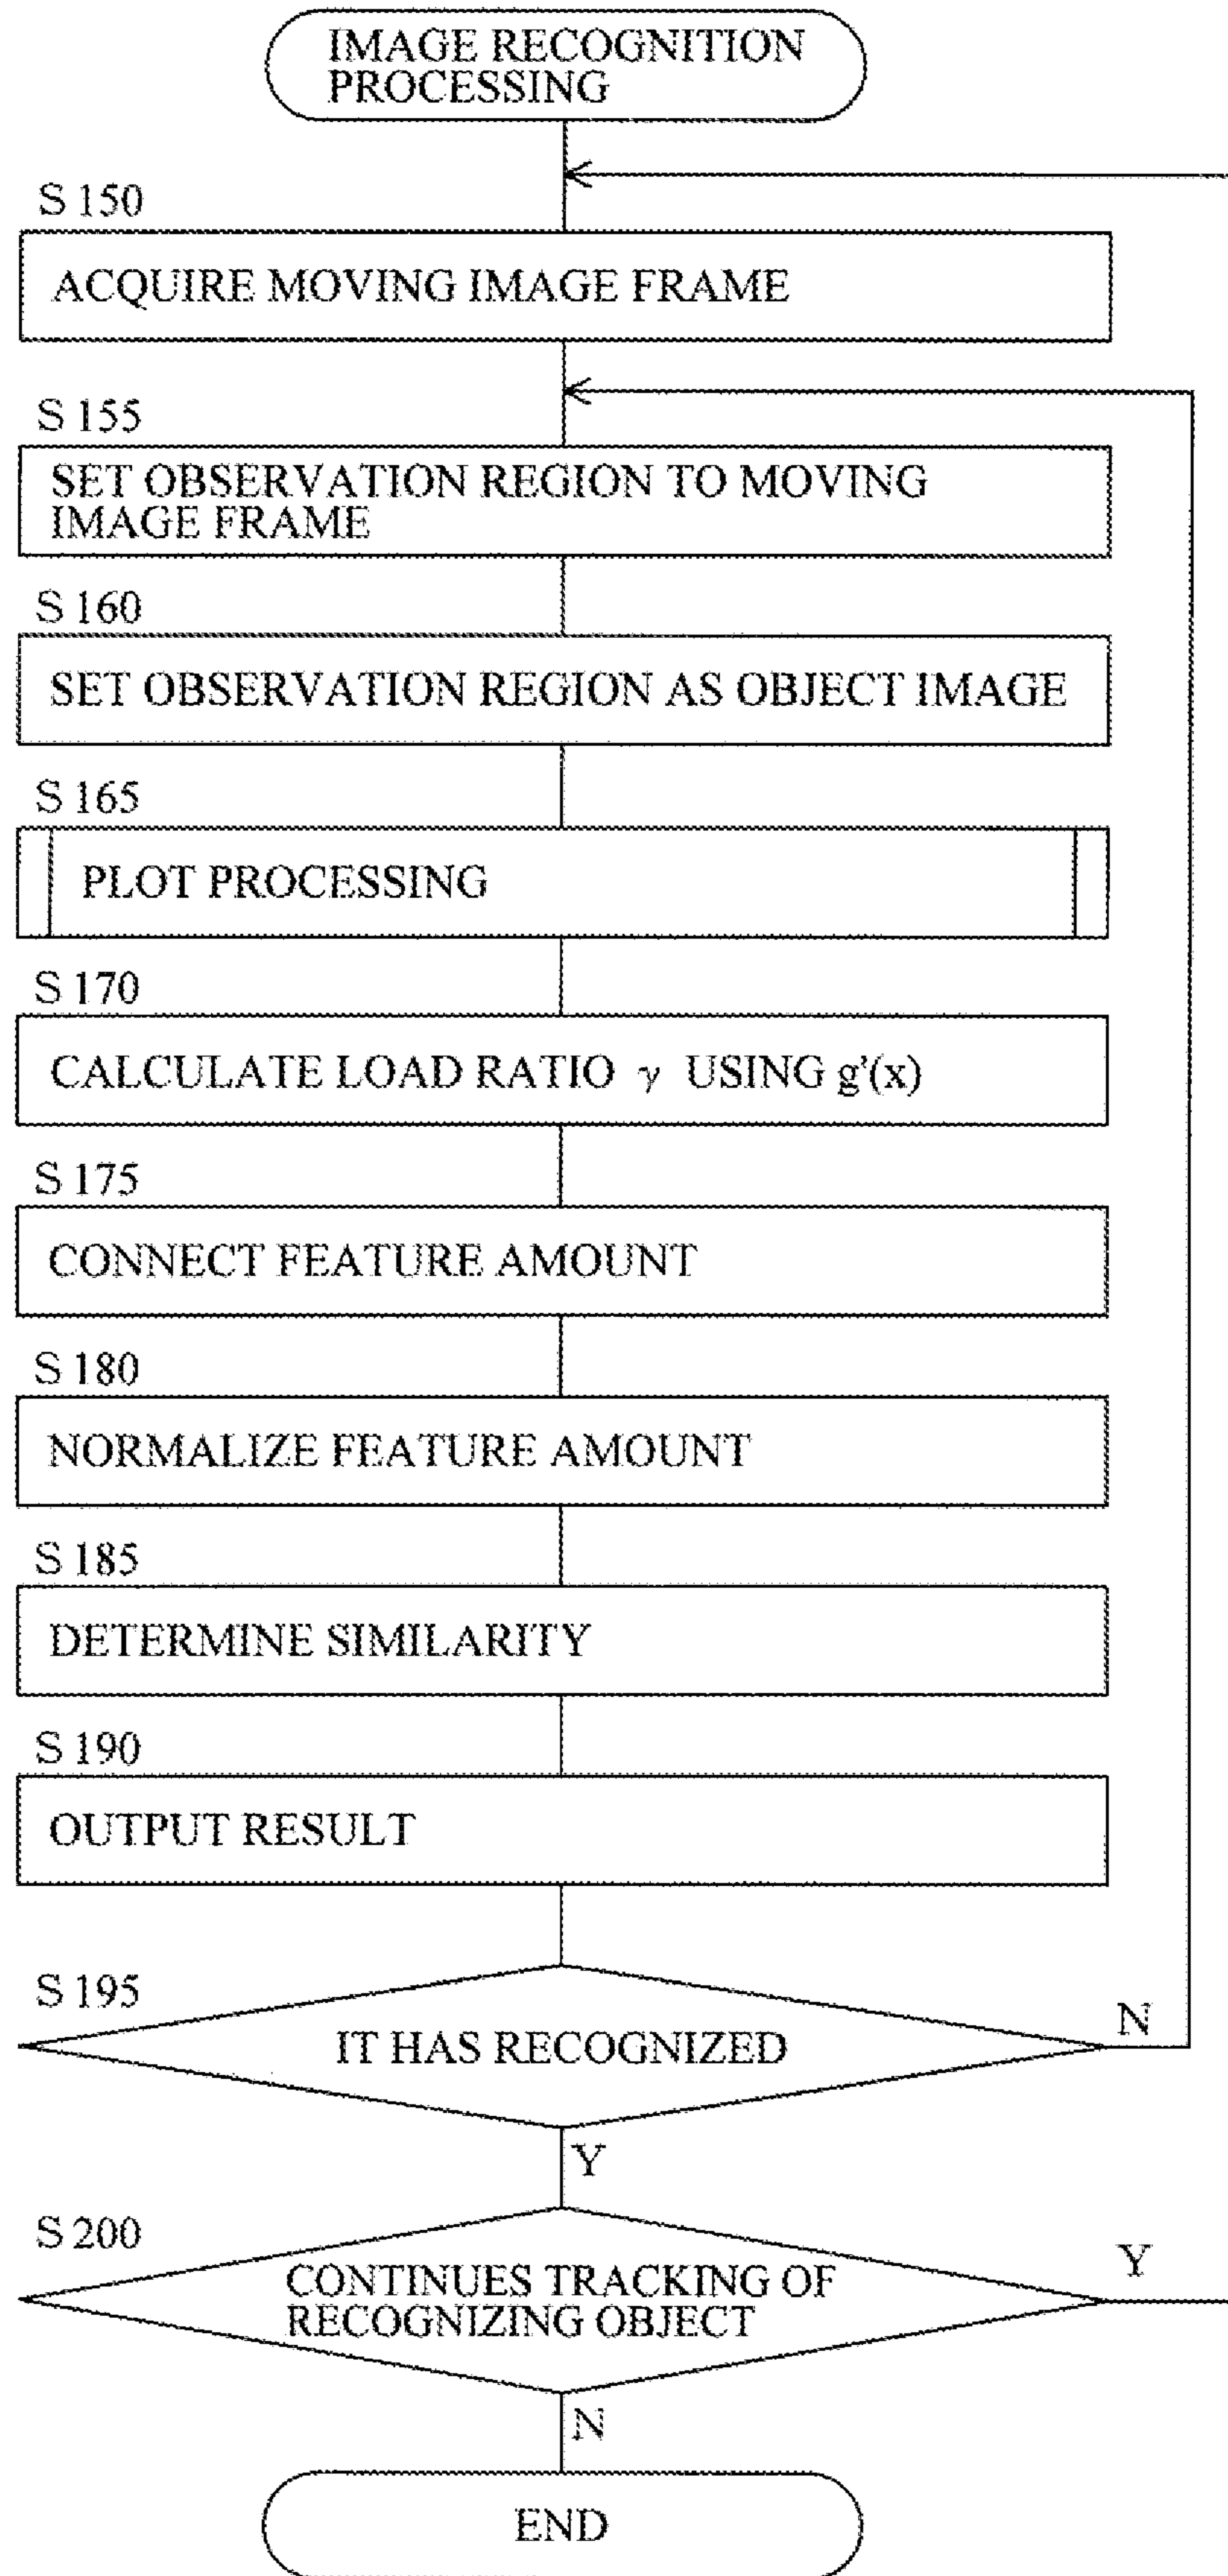 IMAGE RECOGNITION
PROCESSING
S 150
ACQUIRE MOVING IMAGE FRAME
S 155
SET OBSERVATION REGION TO MOVING
IMAGE FRAME
S 160
SET OBSERVATION REGION AS OBJECT IMAGE
S 165
PLOT PROCESSING
S 170
CALCULATE LOAD RATIO γ USING g'(x)
S 175
CONNECT FEATURE AMOUNT
S 180
NORMALIZE FEATURE AMOUNT
S 185
DETERMINE SIMILARITY
S 190
OUTPUT RESULT
S 195
IT HAS RECOGNIZED
N
Y
S 200
CONTINUES TRACKING OF
RECOGNIZING OBJECT
Y
N
END